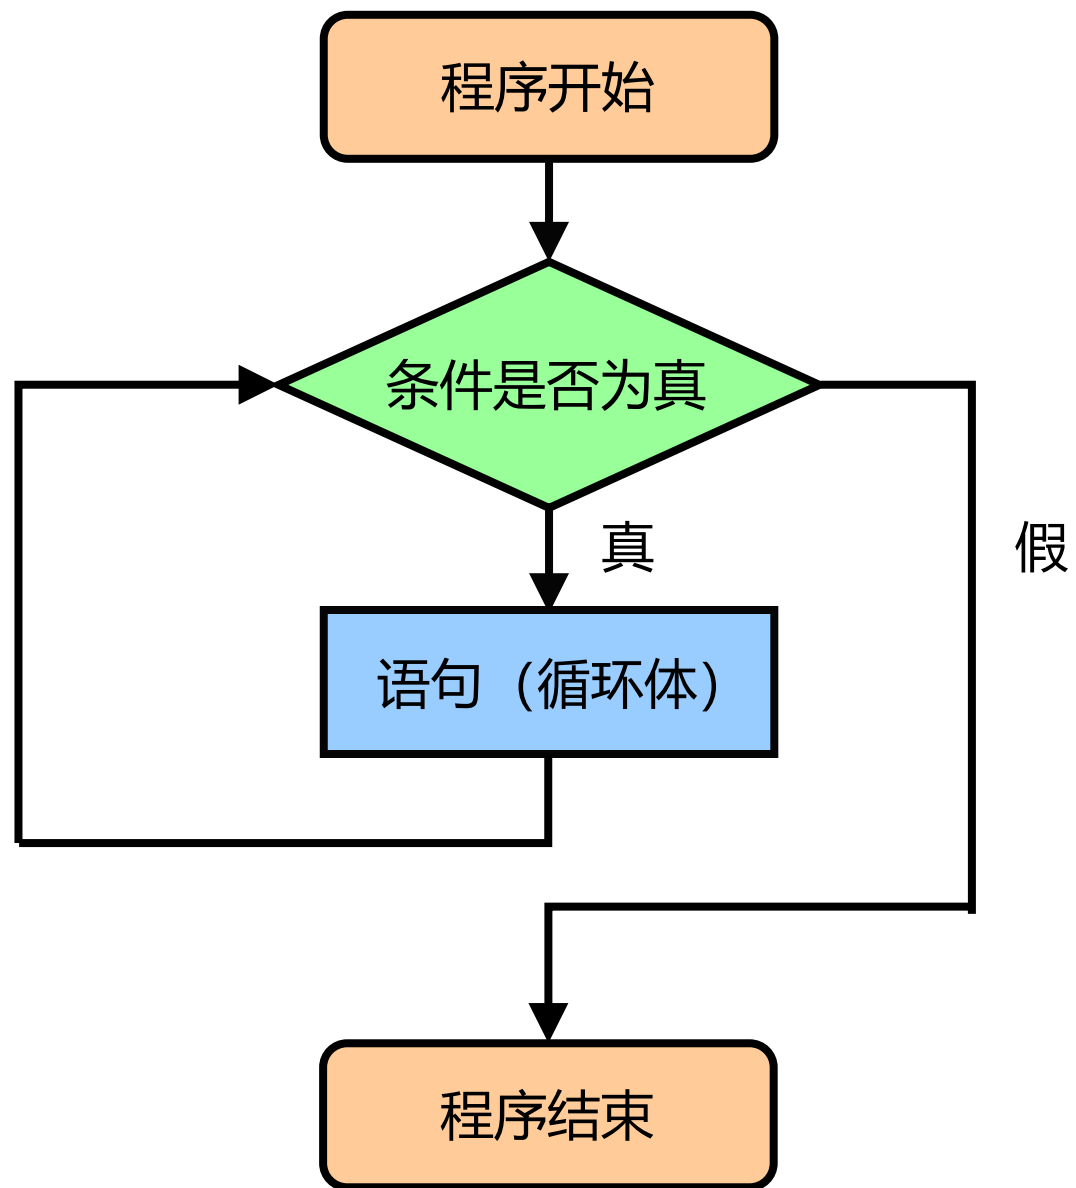 程序开始
条件是否为真
真
假
语句（循环体）
程序结束